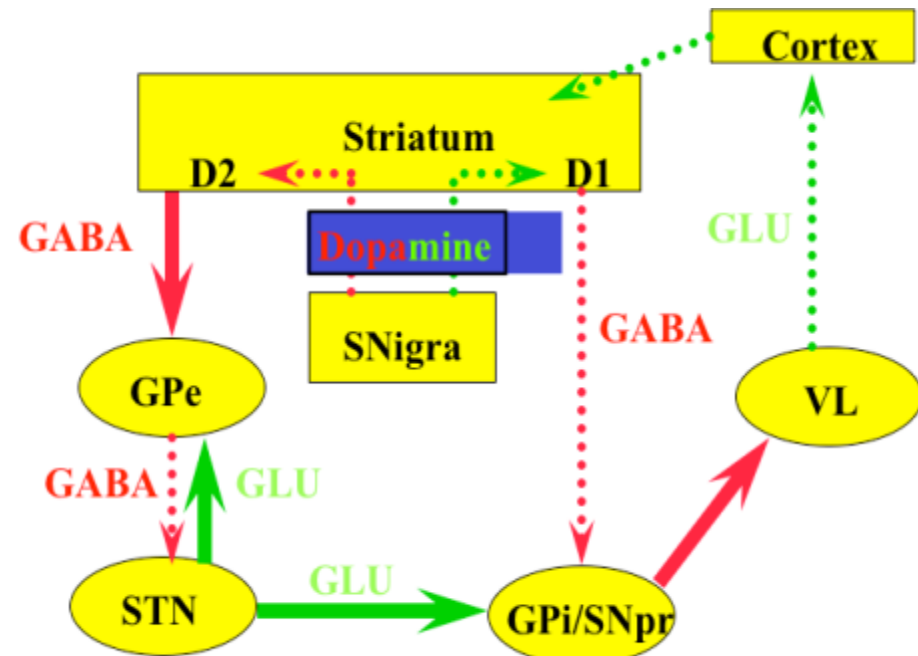 Cortex
Striatum
D2
D1
GABA
GLU
Dopamine
SNigra
GABA
GPe
VL
GABA
GLU
GLU
STN
GPi/SNpr